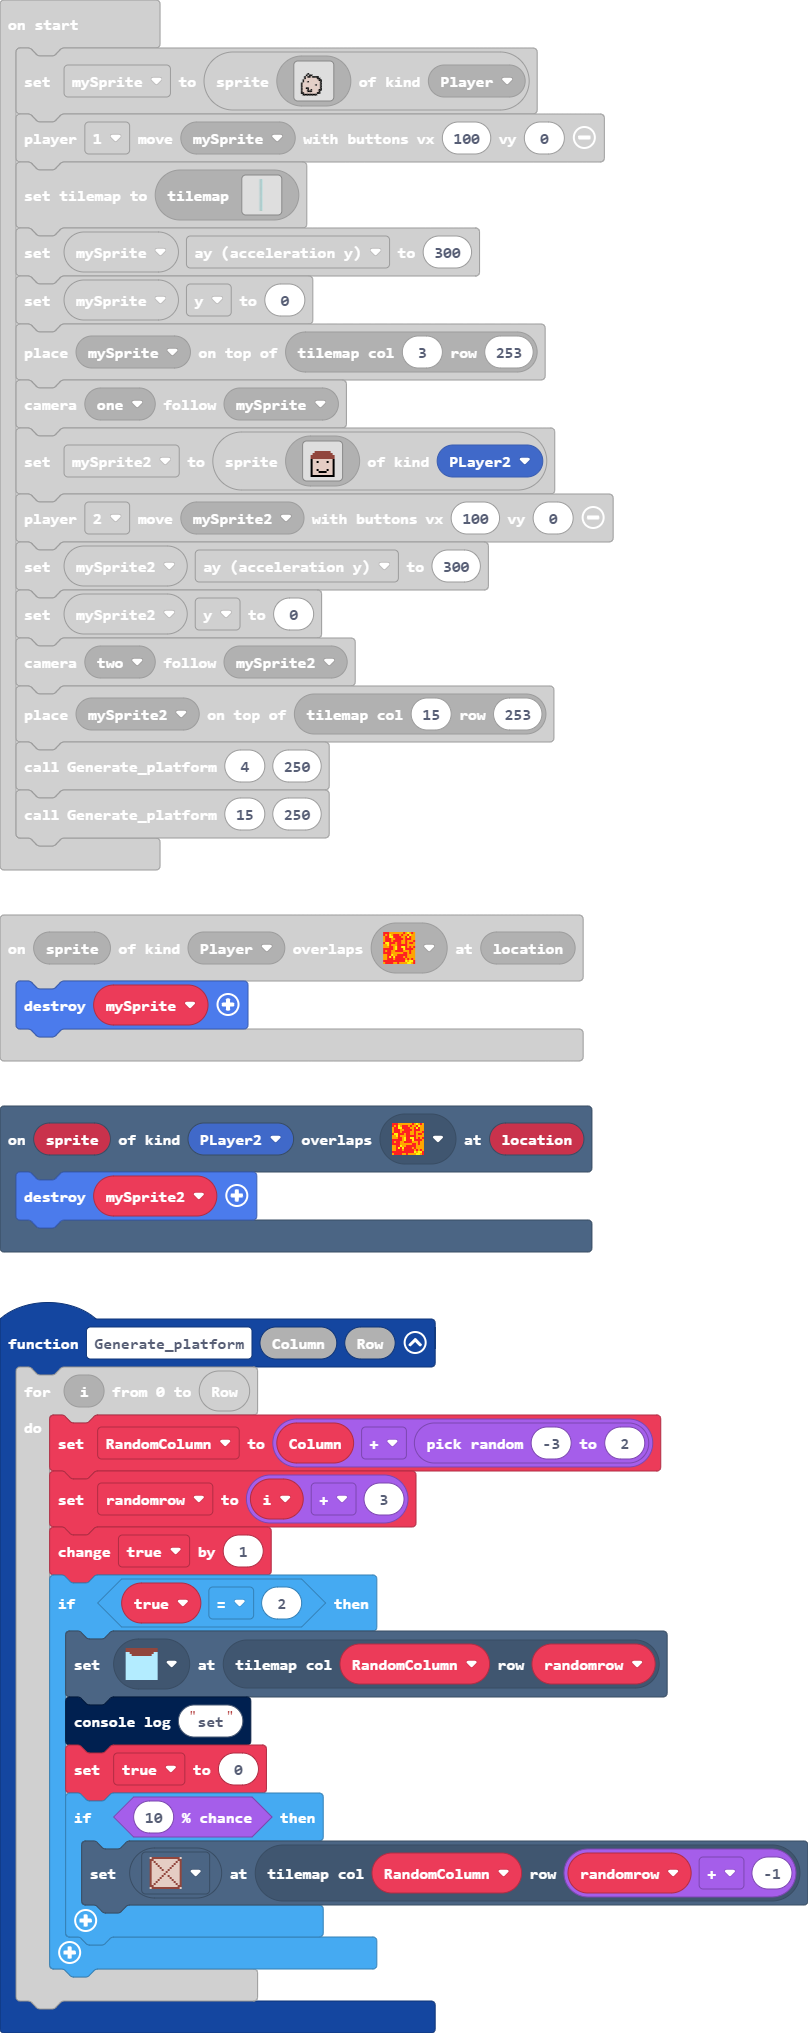 on start
set mySprite to sprite of kind Player
player 1 move mySprite with buttons vx 100 vy 0
set tilemap to tilemap
set mySprite ay (acceleration y) to 300
set mySprite y to 0
place mySprite on top of tilemap col 3 row 253
camera one follow mySprite
set mySprite2 to sprite of kind PLayer2
player 2 move mySprite2 with buttons vx 100 vy 0
set mySprite2 ay (acceleration y) to 300
set mySprite2 y to 0
camera two follow mySprite2
place mySprite2 on top of tilemap col 15 row 253
call Generate_platform 4 250
call Generate_platform 15 250
on sprite of kind Player overlaps at location
destroy mySprite
on sprite of kind PLayer2 overlaps at location
destroy mySprite2
function Generate_platform Column Row
for i from 0 to Row
do
set RandomColumn to Column + pick random -3 to 2
set randomrow to i + 3
change true by 1
if true = 2 then
set at tilemap col RandomColumn row randomrow
console log "set"
set true to 0
if 10 % chance then
set at tilemap col RandomColumn row randomrow + -1